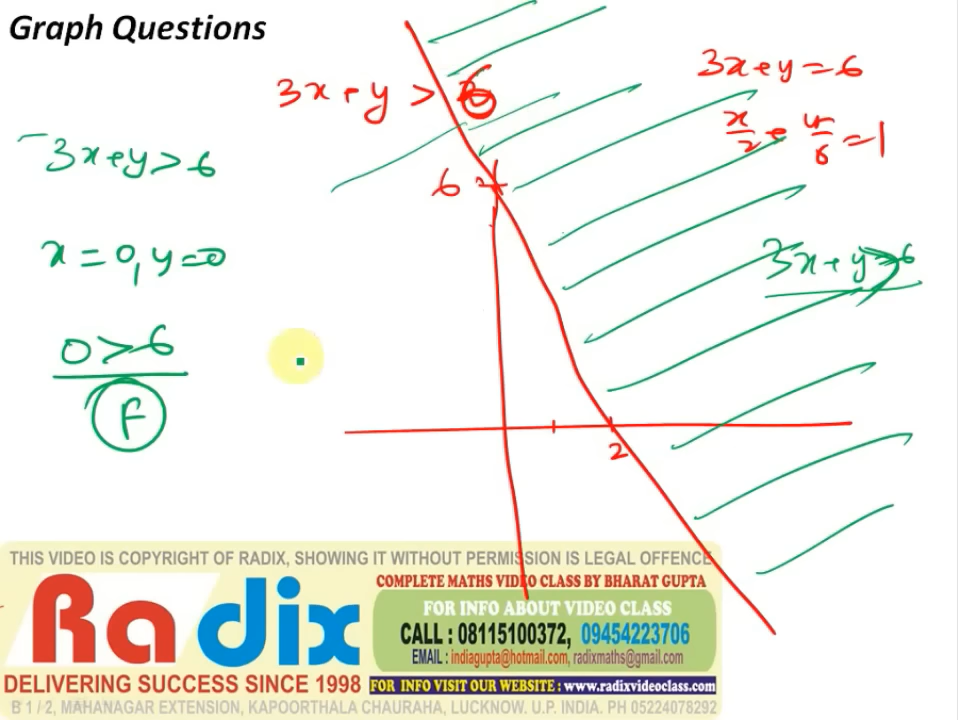 Graph Questions
3x + y > 6
3x + y = 6
x/2 + y/6 = 1
3x + y > 6
6
x = 0, y = 0
3x + y > 6
0 > 6
F
2
THIS VIDEO IS COPYRIGHT OF RADIX, SHOWING IT WITHOUT PERMISSION IS LEGAL OFFENCE
Radix
DELIVERING SUCCESS SINCE 1998
COMPLETE MATHS VIDEO CLASS BY BHARAT GUPTA
FOR INFO ABOUT VIDEO CLASS
CALL : 08115100372, 09454223706
EMAIL : indiagupta@hotmail.com, radixmaths@gmail.com
FOR INFO VISIT OUR WEBSITE : www.radixvideoclass.com
B 1 / 2, MAHANAGAR EXTENSION, KAPOORTHALA CHAURAHA, LUCKNOW. U.P. INDIA. PH 05224078292